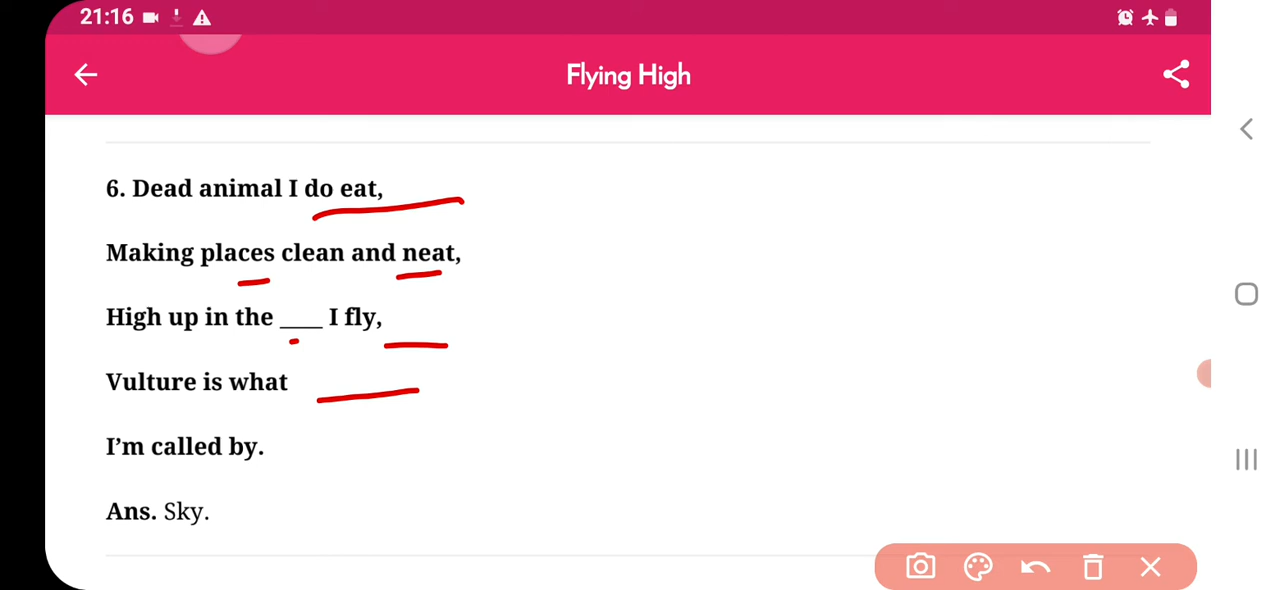 21:16
Flying High
6. Dead animal I do eat,
Making places clean and neat,
High up in the ____ I fly,
Vulture is what
I’m called by.
Ans. Sky.